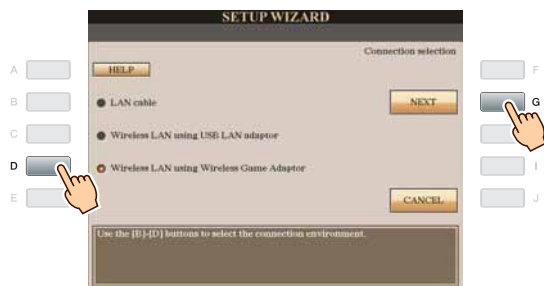 SETUP WIZARD
Connection selection
A
HELP
F
B
LAN cable
NEXT
G
C
Wireless LAN using USB LAN adaptor
D
Wireless LAN using Wireless Game Adaptor
I
E
CANCEL
J
Use the [B]-[D] buttons to select the connection environment.